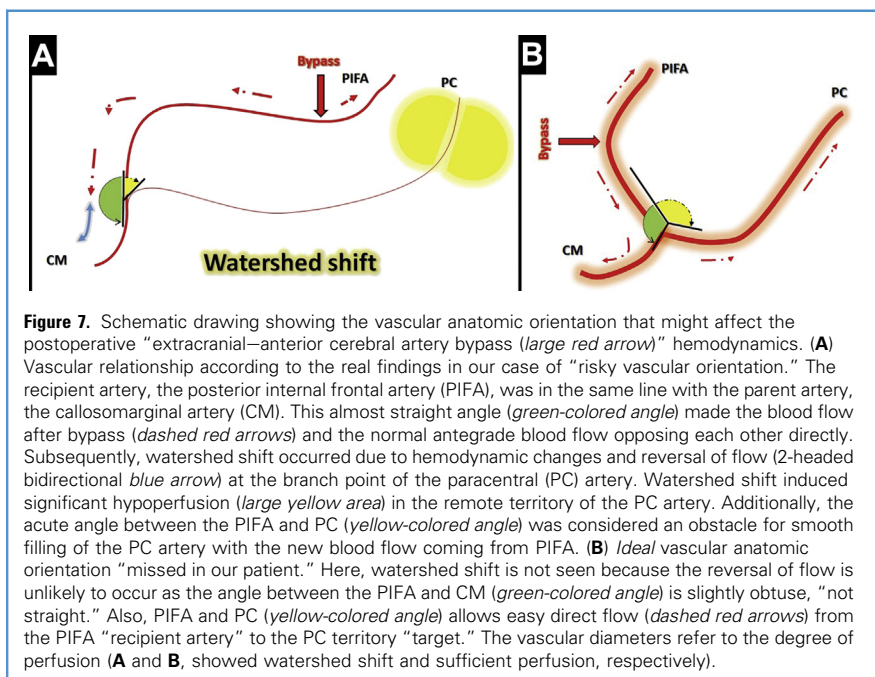 A
Bypass
PIFA
PC
CM
Watershed shift
B
PIFA
PC
Bypass
CM
Figure 7. Schematic drawing showing the vascular anatomic orientation that might affect the
postoperative “extracranial–anterior cerebral artery bypass (large red arrow)” hemodynamics. (A)
Vascular relationship according to the real findings in our case of “risky vascular orientation.” The
recipient artery, the posterior internal frontal artery (PIFA), was in the same line with the parent artery,
the callosomarginal artery (CM). This almost straight angle (green-colored angle) made the blood flow
after bypass (dashed red arrows) and the normal antegrade blood flow opposing each other directly.
Subsequently, watershed shift occurred due to hemodynamic changes and reversal of flow (2-headed
bidirectional blue arrow) at the branch point of the paracentral (PC) artery. Watershed shift induced
significant hypoperfusion (large yellow area) in the remote territory of the PC artery. Additionally, the
acute angle between the PIFA and PC (yellow-colored angle) was considered an obstacle for smooth
filling of the PC artery with the new blood flow coming from PIFA. (B) Ideal vascular anatomic
orientation “missed in our patient.” Here, watershed shift is not seen because the reversal of flow is
unlikely to occur as the angle between the PIFA and CM (green-colored angle) is slightly obtuse, “not
straight.” Also, PIFA and PC (yellow-colored angle) allows easy direct flow (dashed red arrows) from
the PIFA “recipient artery” to the PC territory “target.” The vascular diameters refer to the degree of
perfusion (A and B, showed watershed shift and sufficient perfusion, respectively).